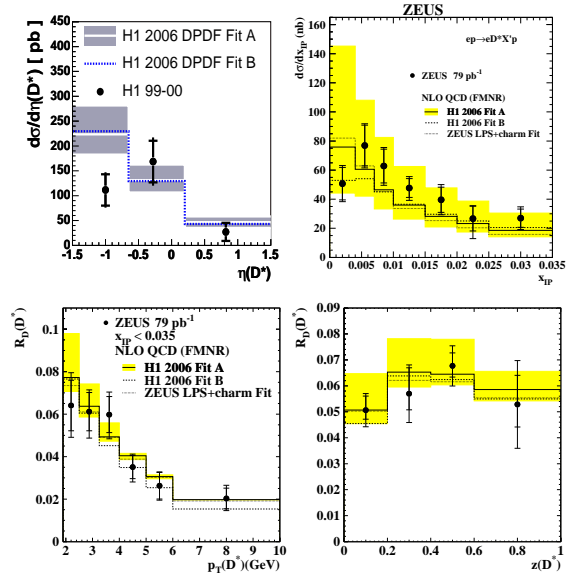 dσ/dη(D*) [ pb]
H1 2006 DPDF Fit A
H1 2006 DPDF Fit B
H1 99-00
400
350
300
250
200
150
100
50
0
-1.5 -1 -0.5 0 0.5 1 1.5
η(D*)
ZEUS
dσ/dx_IP (nb)
ep→eD*X'p
ZEUS 79 pb⁻¹
NLO QCD (FMNR)
H1 2006 Fit A
H1 2006 Fit B
ZEUS LPS+charm Fit
160
140
120
100
80
60
40
20
0
0 0.005 0.01 0.015 0.02 0.025 0.03 0.035
x_IP
R_D(D*)
ZEUS 79 pb⁻¹
x_IP < 0.035
NLO QCD (FMNR)
H1 2006 Fit A
H1 2006 Fit B
ZEUS LPS+charm Fit
0.1
0.08
0.06
0.04
0.02
0
2 3 4 5 6 7 8 9 10
p_T(D*)(GeV)
R_D(D*)
0.09
0.08
0.07
0.06
0.05
0.04
0.03
0.02
0.01
0
0 0.2 0.4 0.6 0.8 1
z(D*)